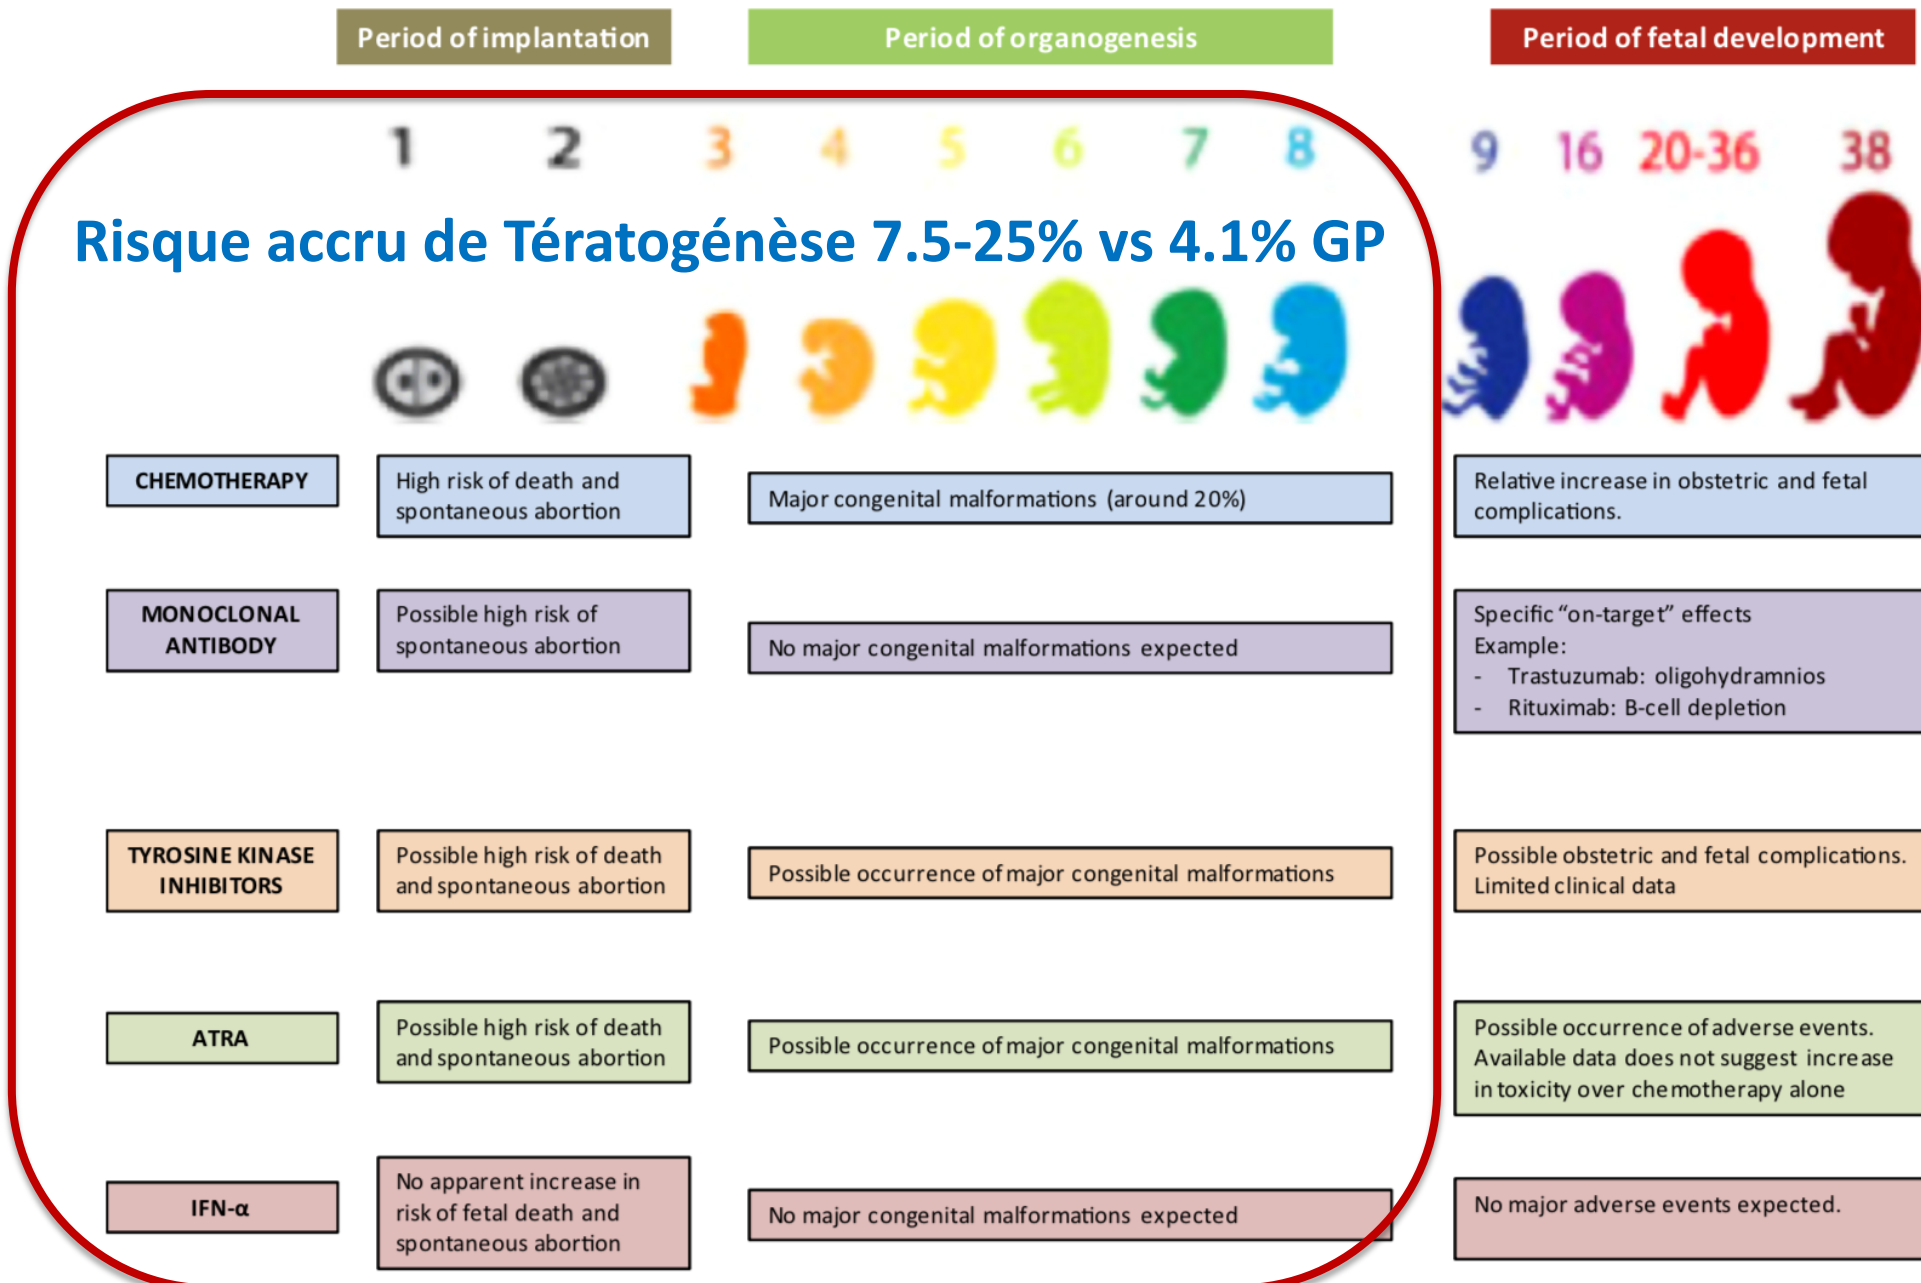 Period of implantation
Period of organogenesis
Period of fetal development
1 2 3 4 5 6 7 8 9 16 20-36 38
Risque accru de Tératogénèse 7.5-25% vs 4.1% GP
CHEMOTHERAPY
High risk of death and
spontaneous abortion
Major congenital malformations (around 20%)
Relative increase in obstetric and fetal
complications.
MONOCLONAL
ANTIBODY
Possible high risk of
spontaneous abortion
No major congenital malformations expected
Specific “on-target” effects
Example:
- Trastuzumab: oligohydramnios
- Rituximab: B-cell depletion
TYROSINE KINASE
INHIBITORS
Possible high risk of death
and spontaneous abortion
Possible occurrence of major congenital malformations
Possible obstetric and fetal complications.
Limited clinical data
ATRA
Possible high risk of death
and spontaneous abortion
Possible occurrence of major congenital malformations
Possible occurrence of adverse events.
Available data does not suggest increase
in toxicity over chemotherapy alone
IFN-α
No apparent increase in
risk of fetal death and
spontaneous abortion
No major congenital malformations expected
No major adverse events expected.